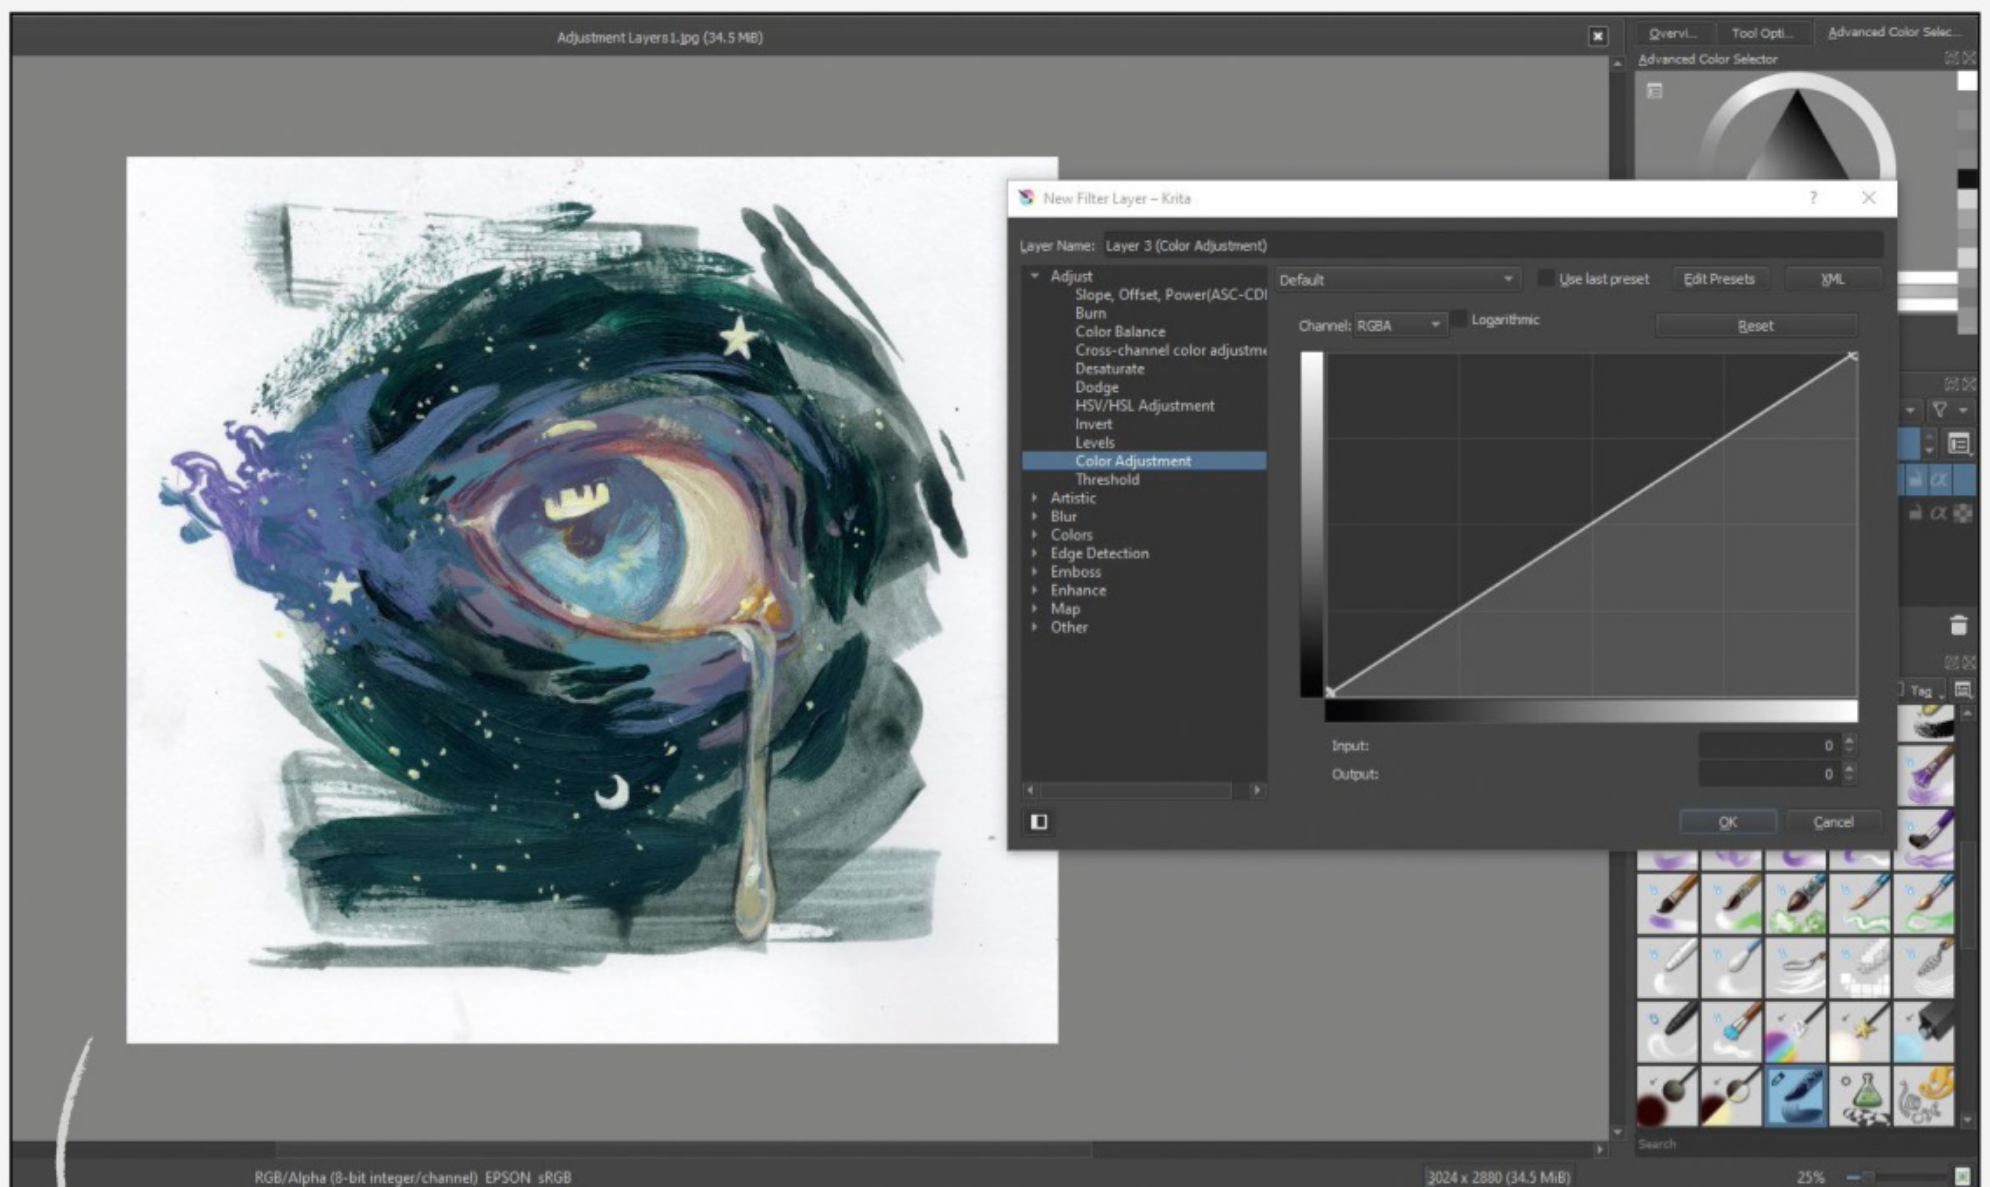 Adjustment Layers1.jpg (34.5 MiB)
Overvi... Tool Opti... Advanced Color Selec...
Advanced Color Selector
New Filter Layer – Krita
Layer Name: Layer 3 (Color Adjustment)
Adjust
Slope, Offset, Power(ASC-CDI
Burn
Color Balance
Cross-channel color adjustme
Desaturate
Dodge
HSV/HSL Adjustment
Invert
Levels
Color Adjustment
Threshold
Artistic
Blur
Colors
Edge Detection
Emboss
Enhance
Map
Other
Default Use last preset Edit Presets XML
Channel: RGBA Logarithmic Reset
Input: 0
Output: 0
OK Cancel
Tag
Search
RGB/Alpha (8-bit integer/channel) EPSON sRGB
3024 x 2880 (34.5 MiB)
25%